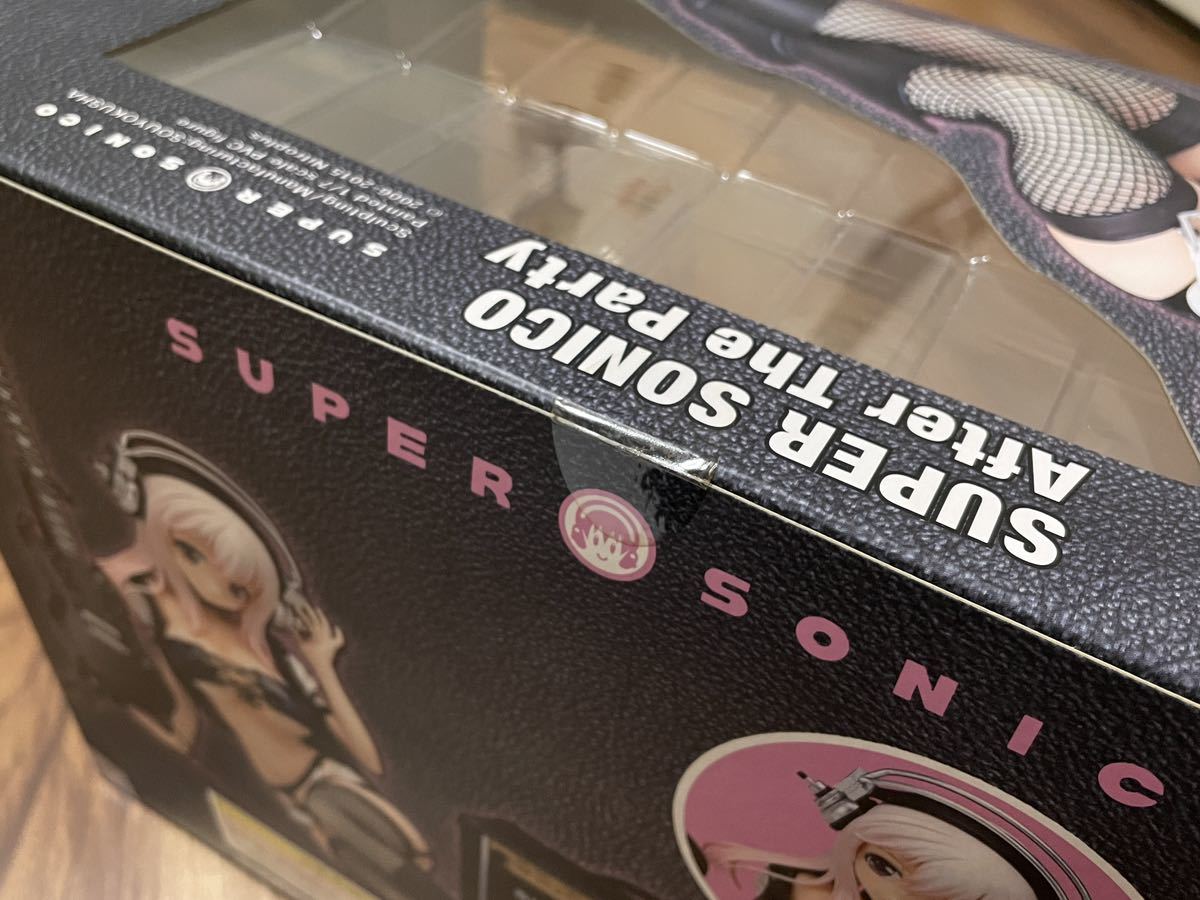 SUPER SONICO
After The Party
SUPER SONICO
Sculpting/Manufacturing:SOUYOKUSHA
Painted 1/7 Scale PVC figure
© 2006-2015 Nitroplus
SUPER SONIC